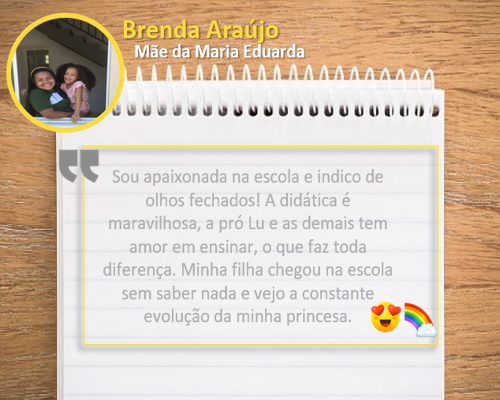 Brenda Araújo
Mãe da Maria Eduarda
Sou apaixonada na escola e indico de
olhos fechados! A didática é
maravilhosa, a pró Lu e as demais tem
amor em ensinar, o que faz toda
diferença. Minha filha chegou na escola
sem saber nada e vejo a constante
evolução da minha princesa.